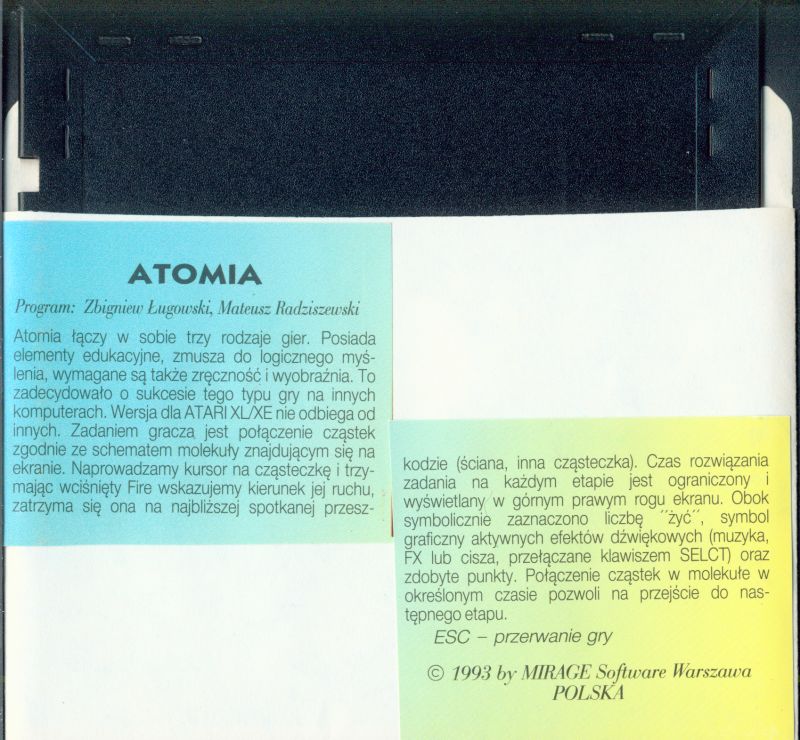 ATOMIA
Program: Zbigniew Ługowski, Mateusz Radziszewski
Atomia łączy w sobie trzy rodzaje gier. Posiada
elementy edukacyjne, zmusza do logicznego myś-
lenia, wymagane są także zręczność i wyobraźnia. To
zadecydowało o sukcesie tego typu gry na innych
komputerach. Wersja dla ATARI XL/XE nie odbiega od
innych. Zadaniem gracza jest połączenie cząstek
zgodnie ze schematem molekuły znajdującym się na
ekranie. Naprowadzamy kursor na cząsteczkę i trzy-
mając wciśnięty Fire wskazujemy kierunek jej ruchu,
zatrzyma się ona na najbliższej spotkanej przesz-
kodzie (ściana, inna cząsteczka). Czas rozwiązania
zadania na każdym etapie jest ograniczony i
wyświetlany w górnym prawym rogu ekranu. Obok
symbolicznie zaznaczono liczbę ˝żyć˝, symbol
graficzny aktywnych efektów dźwiękowych (muzyka,
FX lub cisza, przełączane klawiszem SELCT) oraz
zdobyte punkty. Połączenie cząstek w molekułe w
określonym czasie pozwoli na przejście do nas-
tępnego etapu.
ESC – przerwanie gry
© 1993 by MIRAGE Software Warszawa
POLSKA